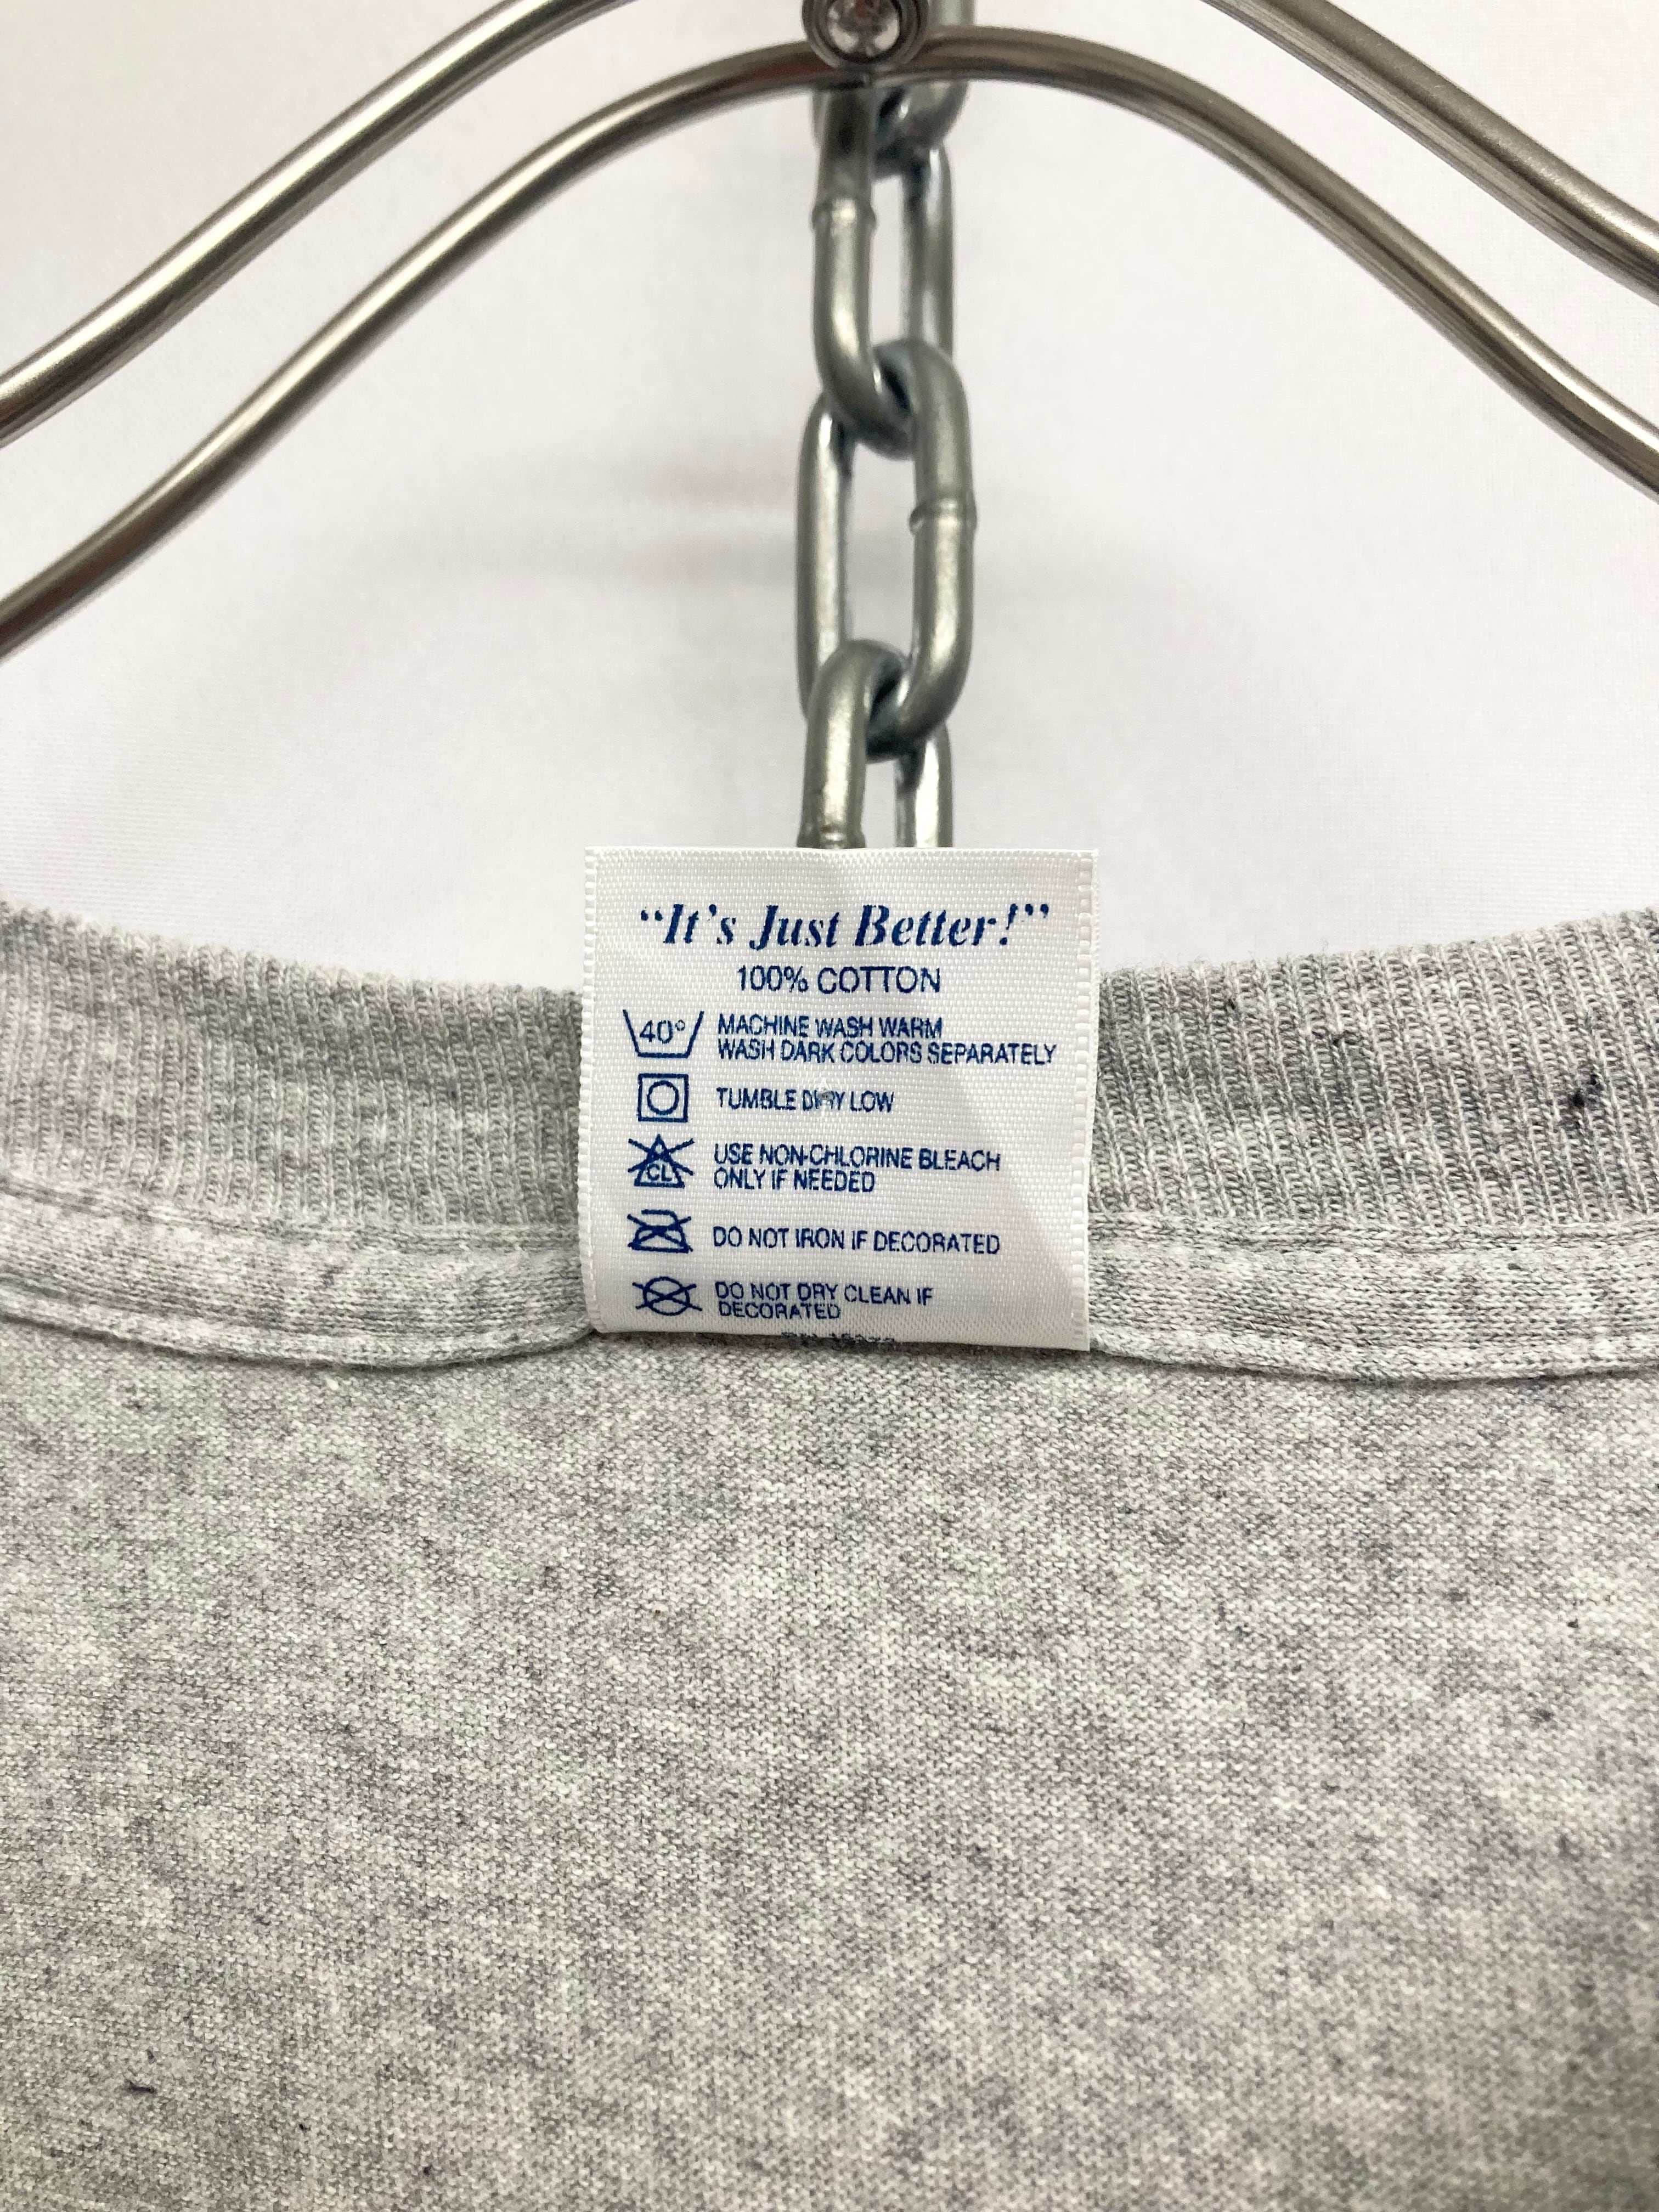 “It’s Just Better!”
100% COTTON
40° MACHINE WASH WARM
WASH DARK COLORS SEPARATELY
TUMBLE DRY LOW
CL USE NON-CHLORINE BLEACH
ONLY IF NEEDED
DO NOT IRON IF DECORATED
DO NOT DRY CLEAN IF
DECORATED